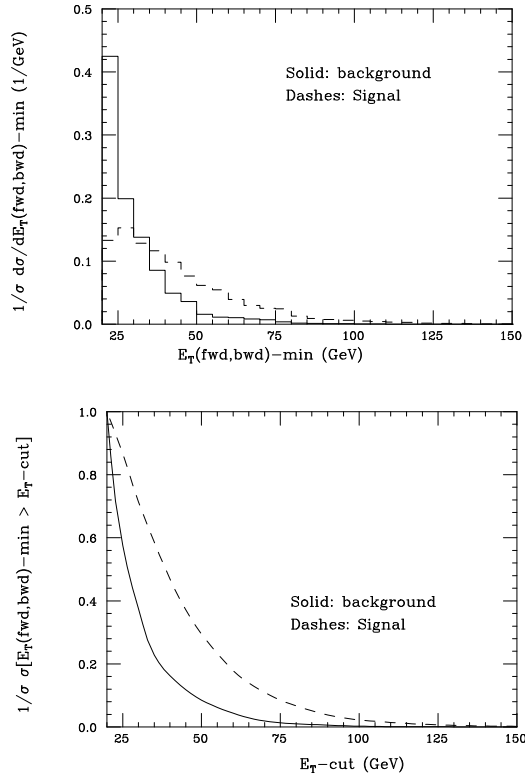 0.5
0.4
0.3
0.2
0.1
0.0
1/σ dσ/dE_T(fwd,bwd)−min (1/GeV)
Solid: background
Dashes: Signal
25 50 75 100 125 150
E_T(fwd,bwd)−min (GeV)
1.0
0.8
0.6
0.4
0.2
0.0
1/σ σ[E_T(fwd,bwd)−min > E_T−cut]
Solid: background
Dashes: Signal
25 50 75 100 125 150
E_T−cut (GeV)